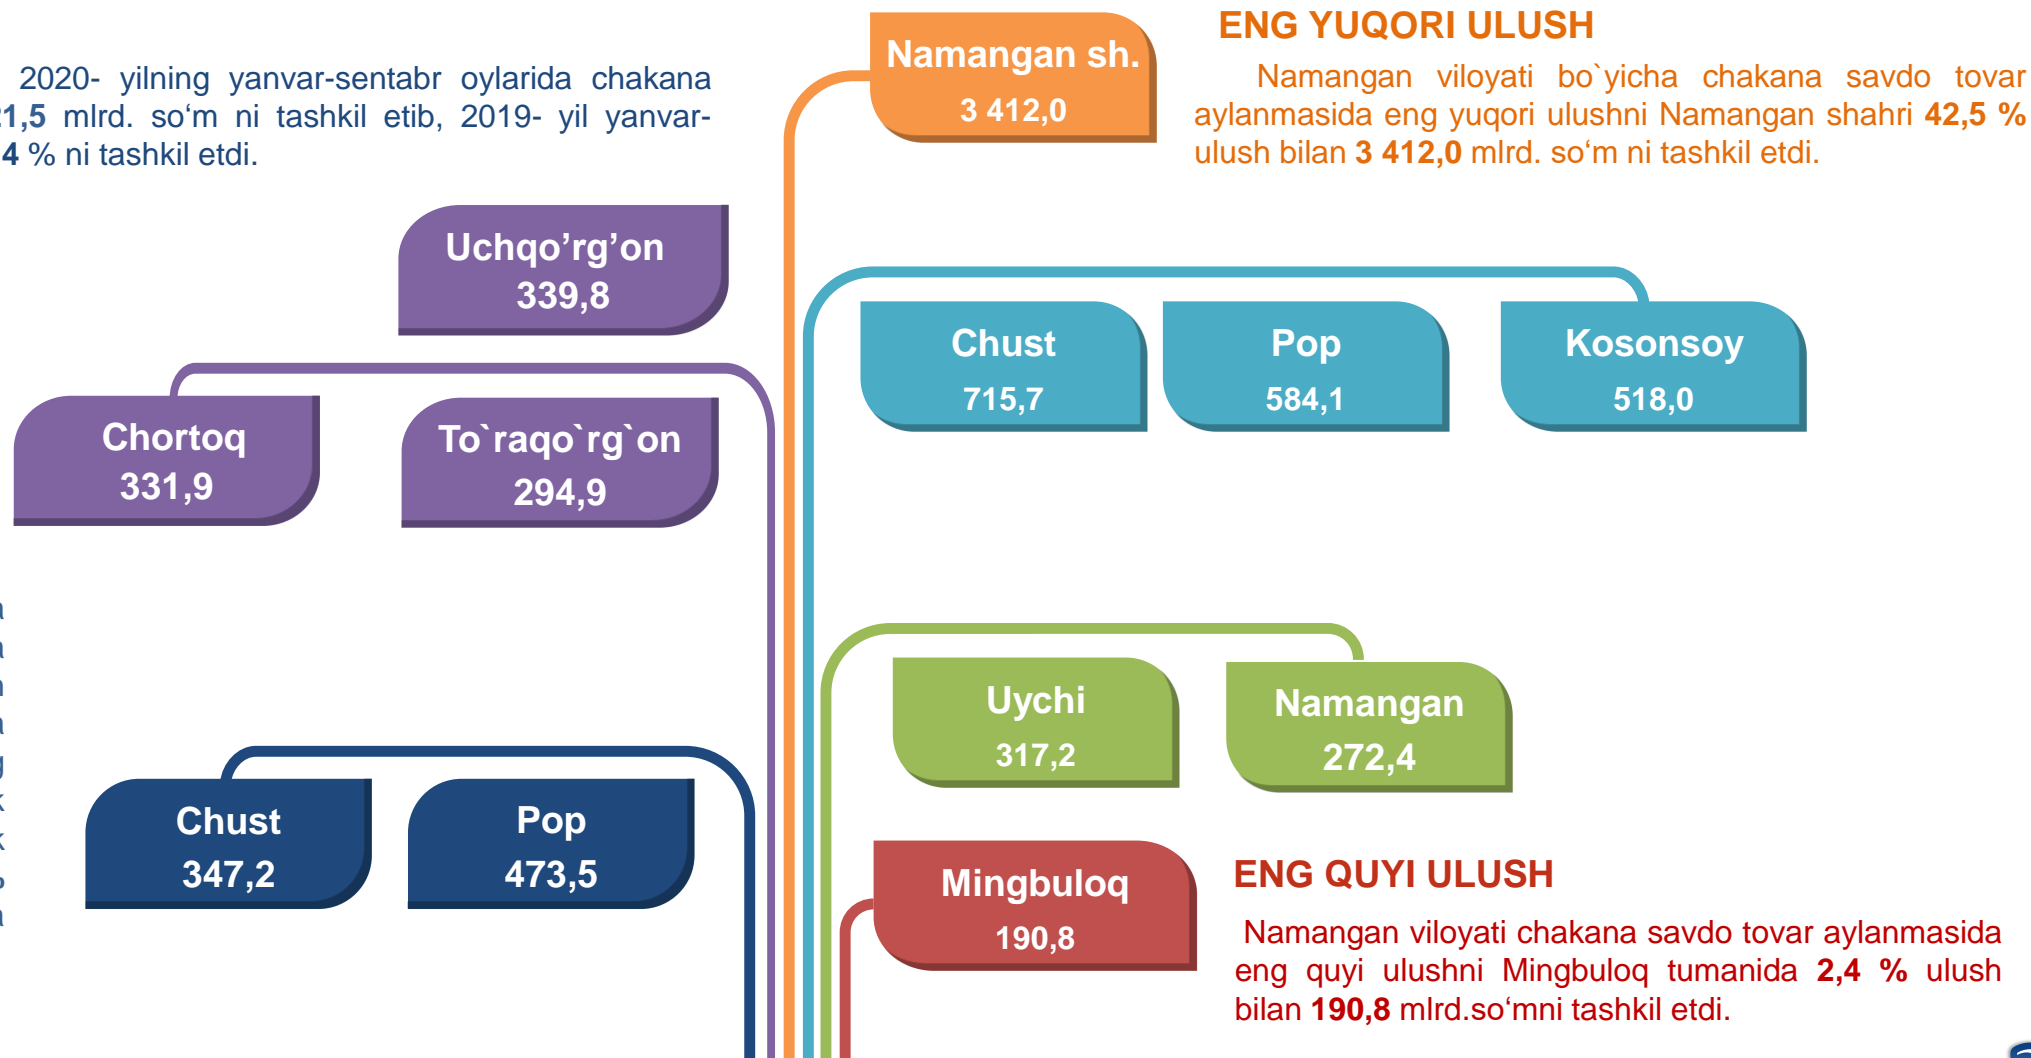 2020- yilning yanvar-sentabr oylarida chakana
21,5 mlrd. so‘m ni tashkil etib, 2019- yil yanvar-
4 % ni tashkil etdi.
Namangan sh.
3 412,0
ENG YUQORI ULUSH
Namangan viloyati bo`yicha chakana savdo tovar
aylanmasida eng yuqori ulushni Namangan shahri 42,5 %
ulush bilan 3 412,0 mlrd. so‘m ni tashkil etdi.
Uchqo’rg’on
339,8
Chortoq
331,9
To`raqo`rg`on
294,9
Chust
715,7
Pop
584,1
Kosonsoy
518,0
Uychi
317,2
Namangan
272,4
Chust
347,2
Pop
473,5
Mingbuloq
190,8
ENG QUYI ULUSH
Namangan viloyati chakana savdo tovar aylanmasida
eng quyi ulushni Mingbuloq tumanida 2,4 % ulush
bilan 190,8 mlrd.so‘mni tashkil etdi.